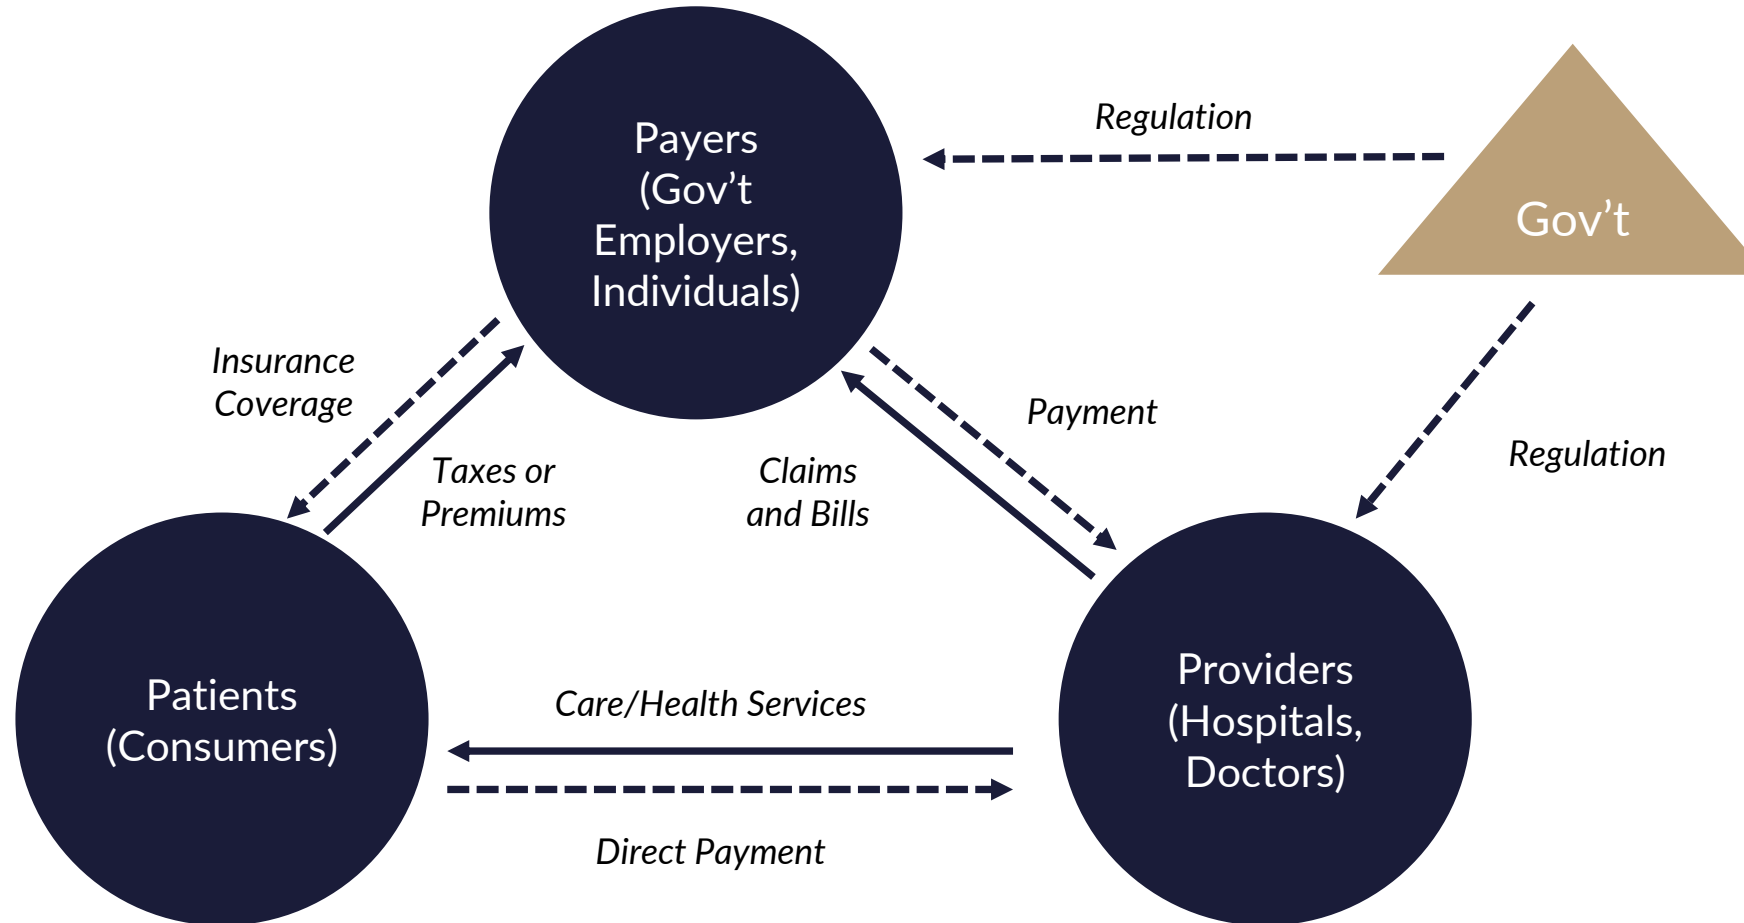 Payers
(Gov’t
Employers,
Individuals)
Regulation
Gov’t
Insurance
Coverage
Taxes or
Premiums
Claims
and Bills
Payment
Regulation
Patients
(Consumers)
Care/Health Services
Direct Payment
Providers
(Hospitals,
Doctors)